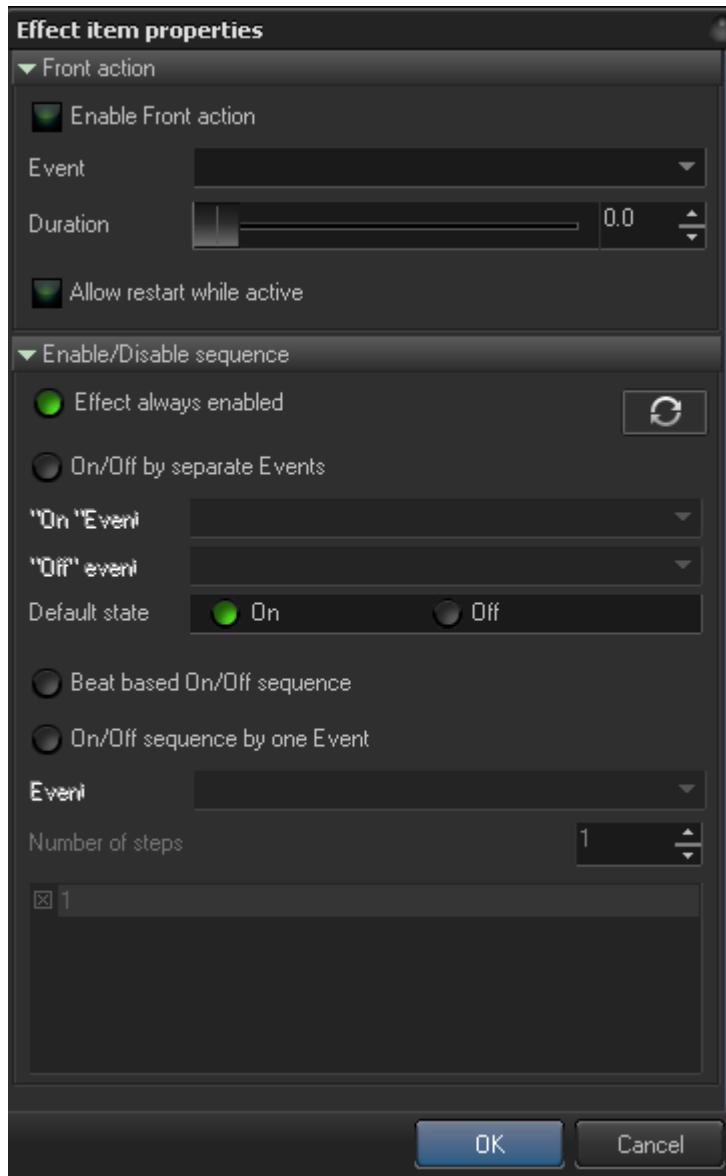 Effect item properties
Front action
Enable Front action
Event
Duration 0.0
Allow restart while active
Enable/Disable sequence
Effect always enabled
On/Off by separate Events
"On "Event
"Off" event
Default state On Off
Beat based On/Off sequence
On/Off sequence by one Event
Event
Number of steps 1
1
OK Cancel